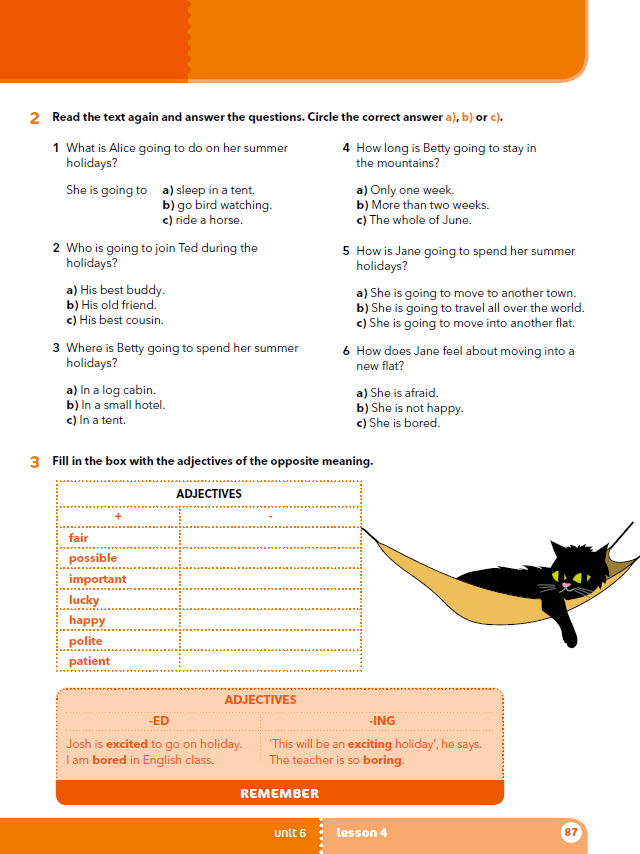 2 Read the text again and answer the questions. Circle the correct answer a), b) or c).
1 What is Alice going to do on her summer
holidays?
She is going to a) sleep in a tent.
b) go bird watching.
c) ride a horse.
2 Who is going to join Ted during the
holidays?
a) His best buddy.
b) His old friend.
c) His best cousin.
3 Where is Betty going to spend her summer
holidays?
a) In a log cabin.
b) In a small hotel.
c) In a tent.
4 How long is Betty going to stay in
the mountains?
a) Only one week.
b) More than two weeks.
c) The whole of June.
5 How is Jane going to spend her summer
holidays?
a) She is going to move to another town.
b) She is going to travel all over the world.
c) She is going to move into another flat.
6 How does Jane feel about moving into a
new flat?
a) She is afraid.
b) She is not happy.
c) She is bored.
3 Fill in the box with the adjectives of the opposite meaning.
ADJECTIVES
+ -
fair
possible
important
lucky
happy
polite
patient
ADJECTIVES
-ED -ING
Josh is excited to go on holiday. 'This will be an exciting holiday', he says.
I am bored in English class. The teacher is so boring.
REMEMBER
unit 6 lesson 4 87